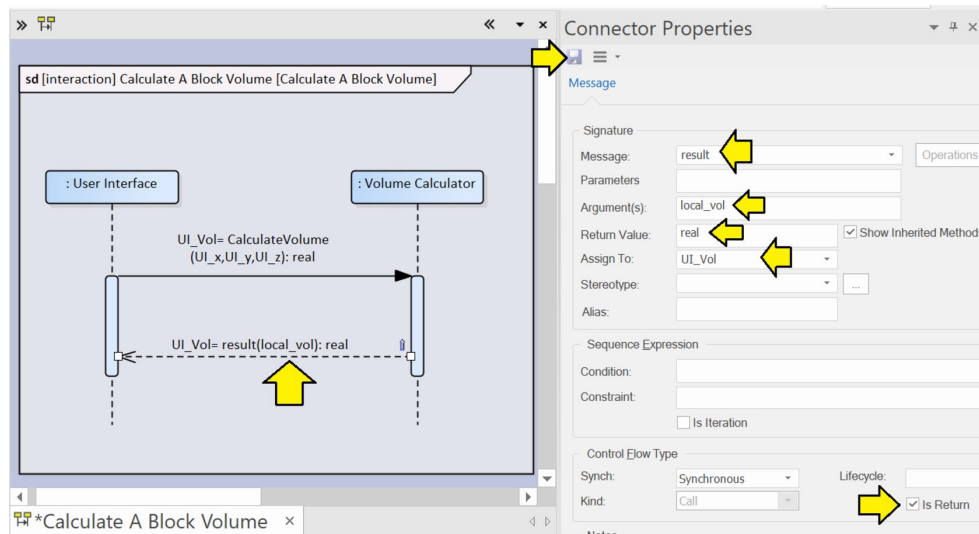 Connector Properties
sd [interaction] Calculate A Block Volume [Calculate A Block Volume]
: User Interface
: Volume Calculator
UI_Vol= CalculateVolume
(UI_x,UI_y,UI_z): real
UI_Vol= result(local_vol): real
*Calculate A Block Volume
Message
Signature
Message: result Operations
Parameters
Argument(s): local_vol
Return Value: real Show Inherited Methods
Assign To: UI_Vol
Stereotype: ...
Alias:
Sequence Expression
Condition:
Constraint:
Is Iteration
Control Flow Type
Synch: Synchronous Lifecycle:
Kind: Call Is Return